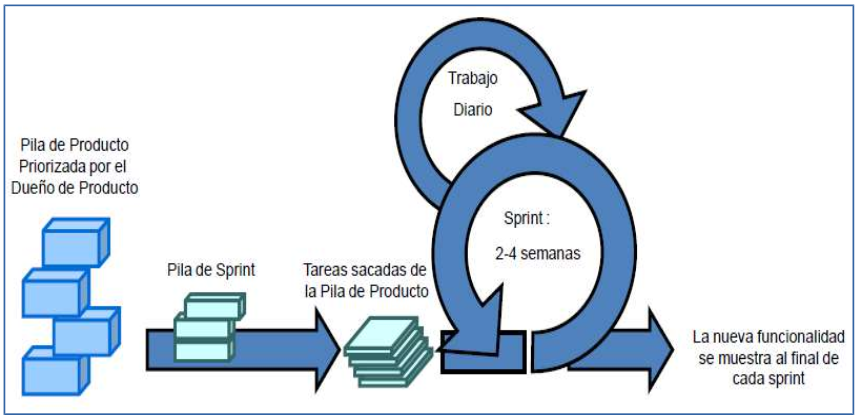 Pila de Producto
Priorizada por el
Dueño de Producto
Pila de Sprint
Tareas sacadas de
la Pila de Producto
Trabajo
Diario
Sprint :
2-4 semanas
La nueva funcionalidad
se muestra al final de
cada sprint